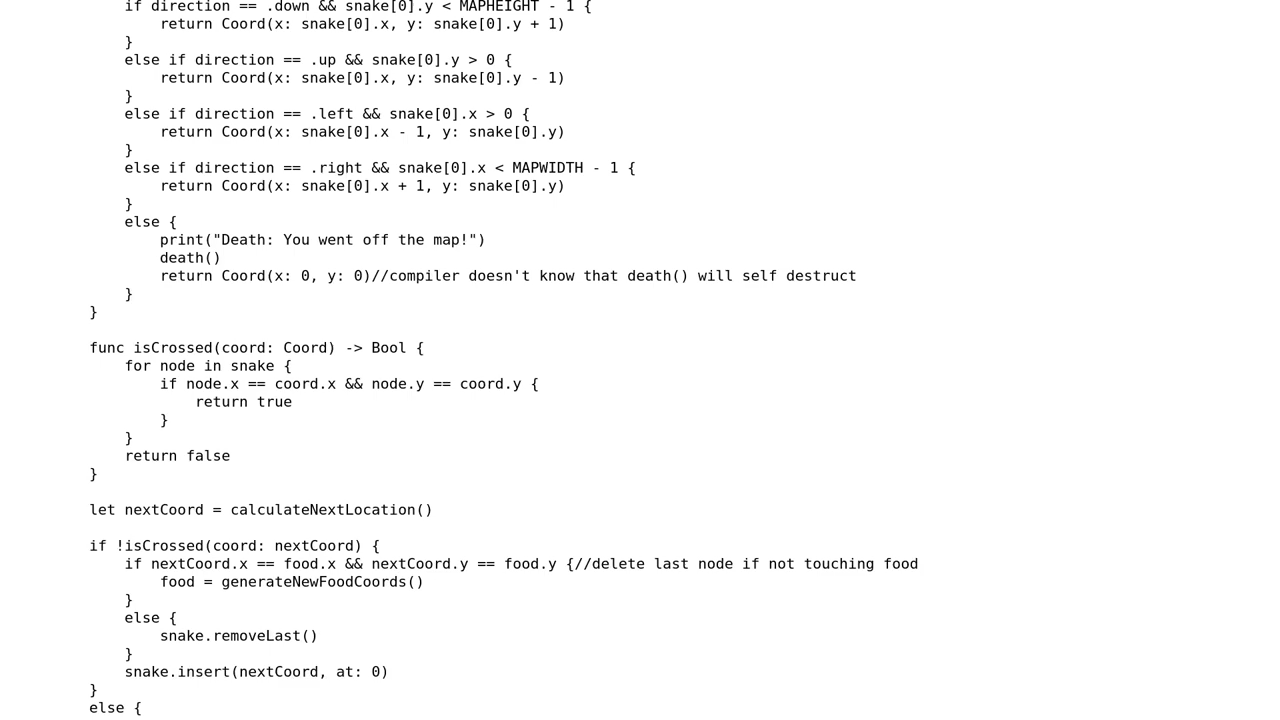 if direction == .down && snake[0].y < MAPHEIGHT - 1 {
        return Coord(x: snake[0].x, y: snake[0].y + 1)
    }
    else if direction == .up && snake[0].y > 0 {
        return Coord(x: snake[0].x, y: snake[0].y - 1)
    }
    else if direction == .left && snake[0].x > 0 {
        return Coord(x: snake[0].x - 1, y: snake[0].y)
    }
    else if direction == .right && snake[0].x < MAPWIDTH - 1 {
        return Coord(x: snake[0].x + 1, y: snake[0].y)
    }
    else {
        print("Death: You went off the map!")
        death()
        return Coord(x: 0, y: 0)//compiler doesn't know that death() will self destruct
    }
}

func isCrossed(coord: Coord) -> Bool {
    for node in snake {
        if node.x == coord.x && node.y == coord.y {
            return true
        }
    }
    return false
}

let nextCoord = calculateNextLocation()

if !isCrossed(coord: nextCoord) {
    if nextCoord.x == food.x && nextCoord.y == food.y {//delete last node if not touching food
        food = generateNewFoodCoords()
    }
    else {
        snake.removeLast()
    }
    snake.insert(nextCoord, at: 0)
}
else {